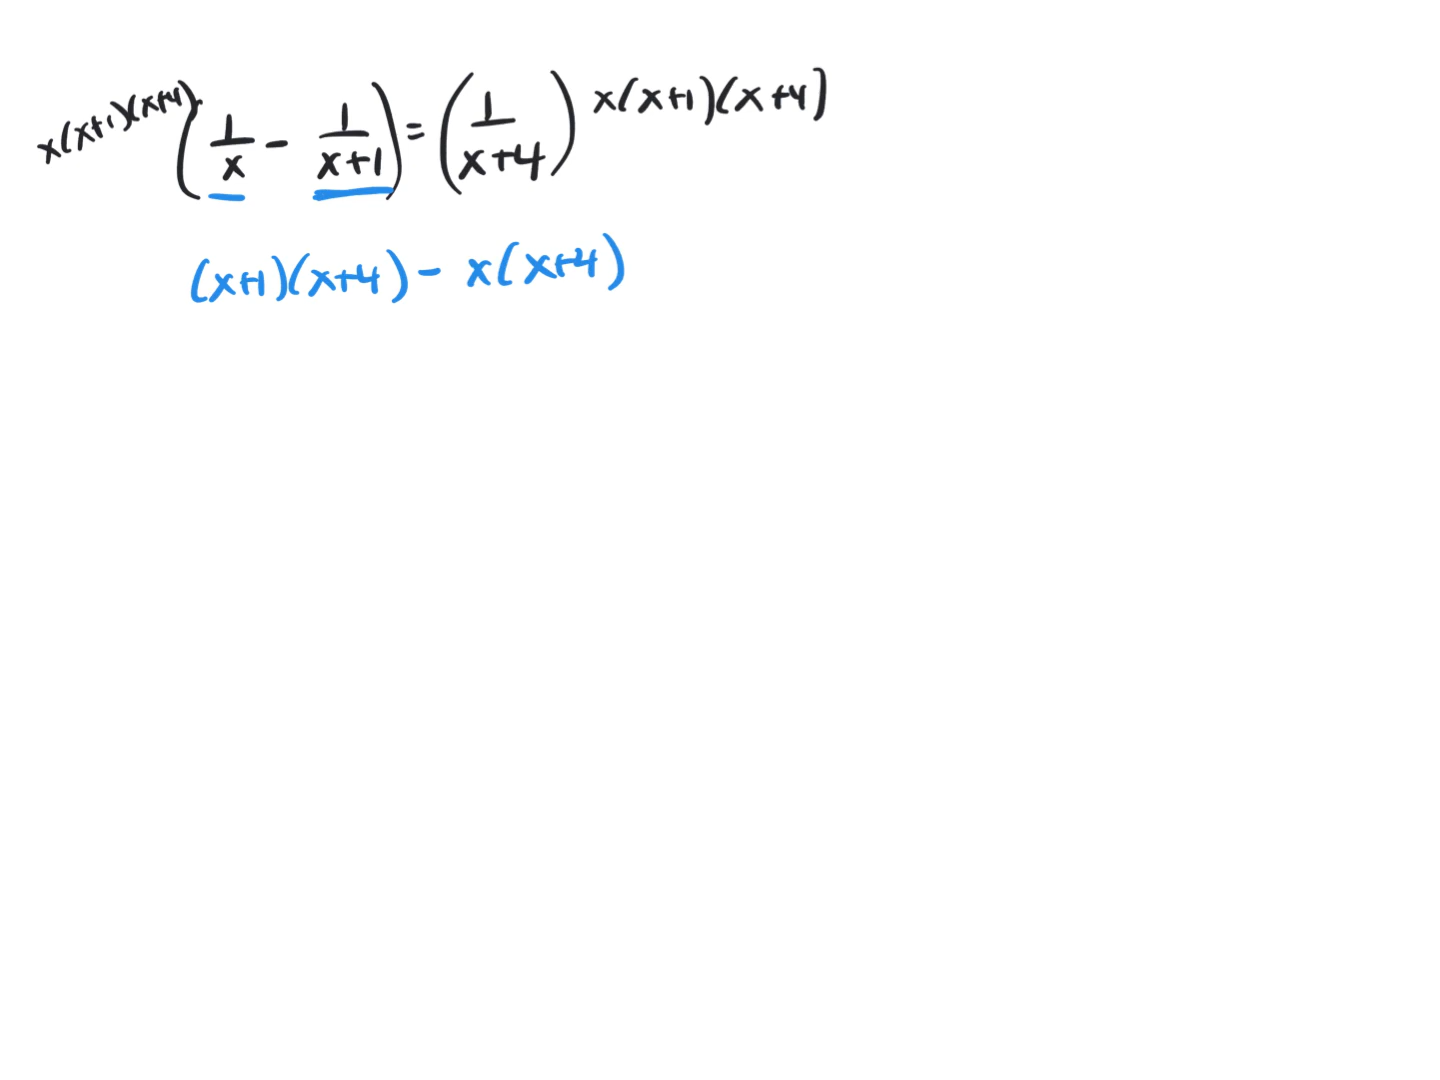 x(x+1)(x+4)(1/x - 1/(x+1)) = (1/(x+4)) x(x+1)(x+4)
(x+1)(x+4) - x(x+4)